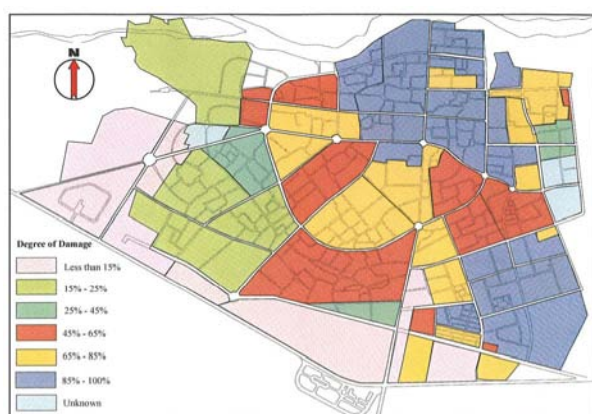 N
Degree of Damage
Less than 15%
15% - 25%
25% - 45%
45% - 65%
65% - 85%
85% - 100%
Unknown